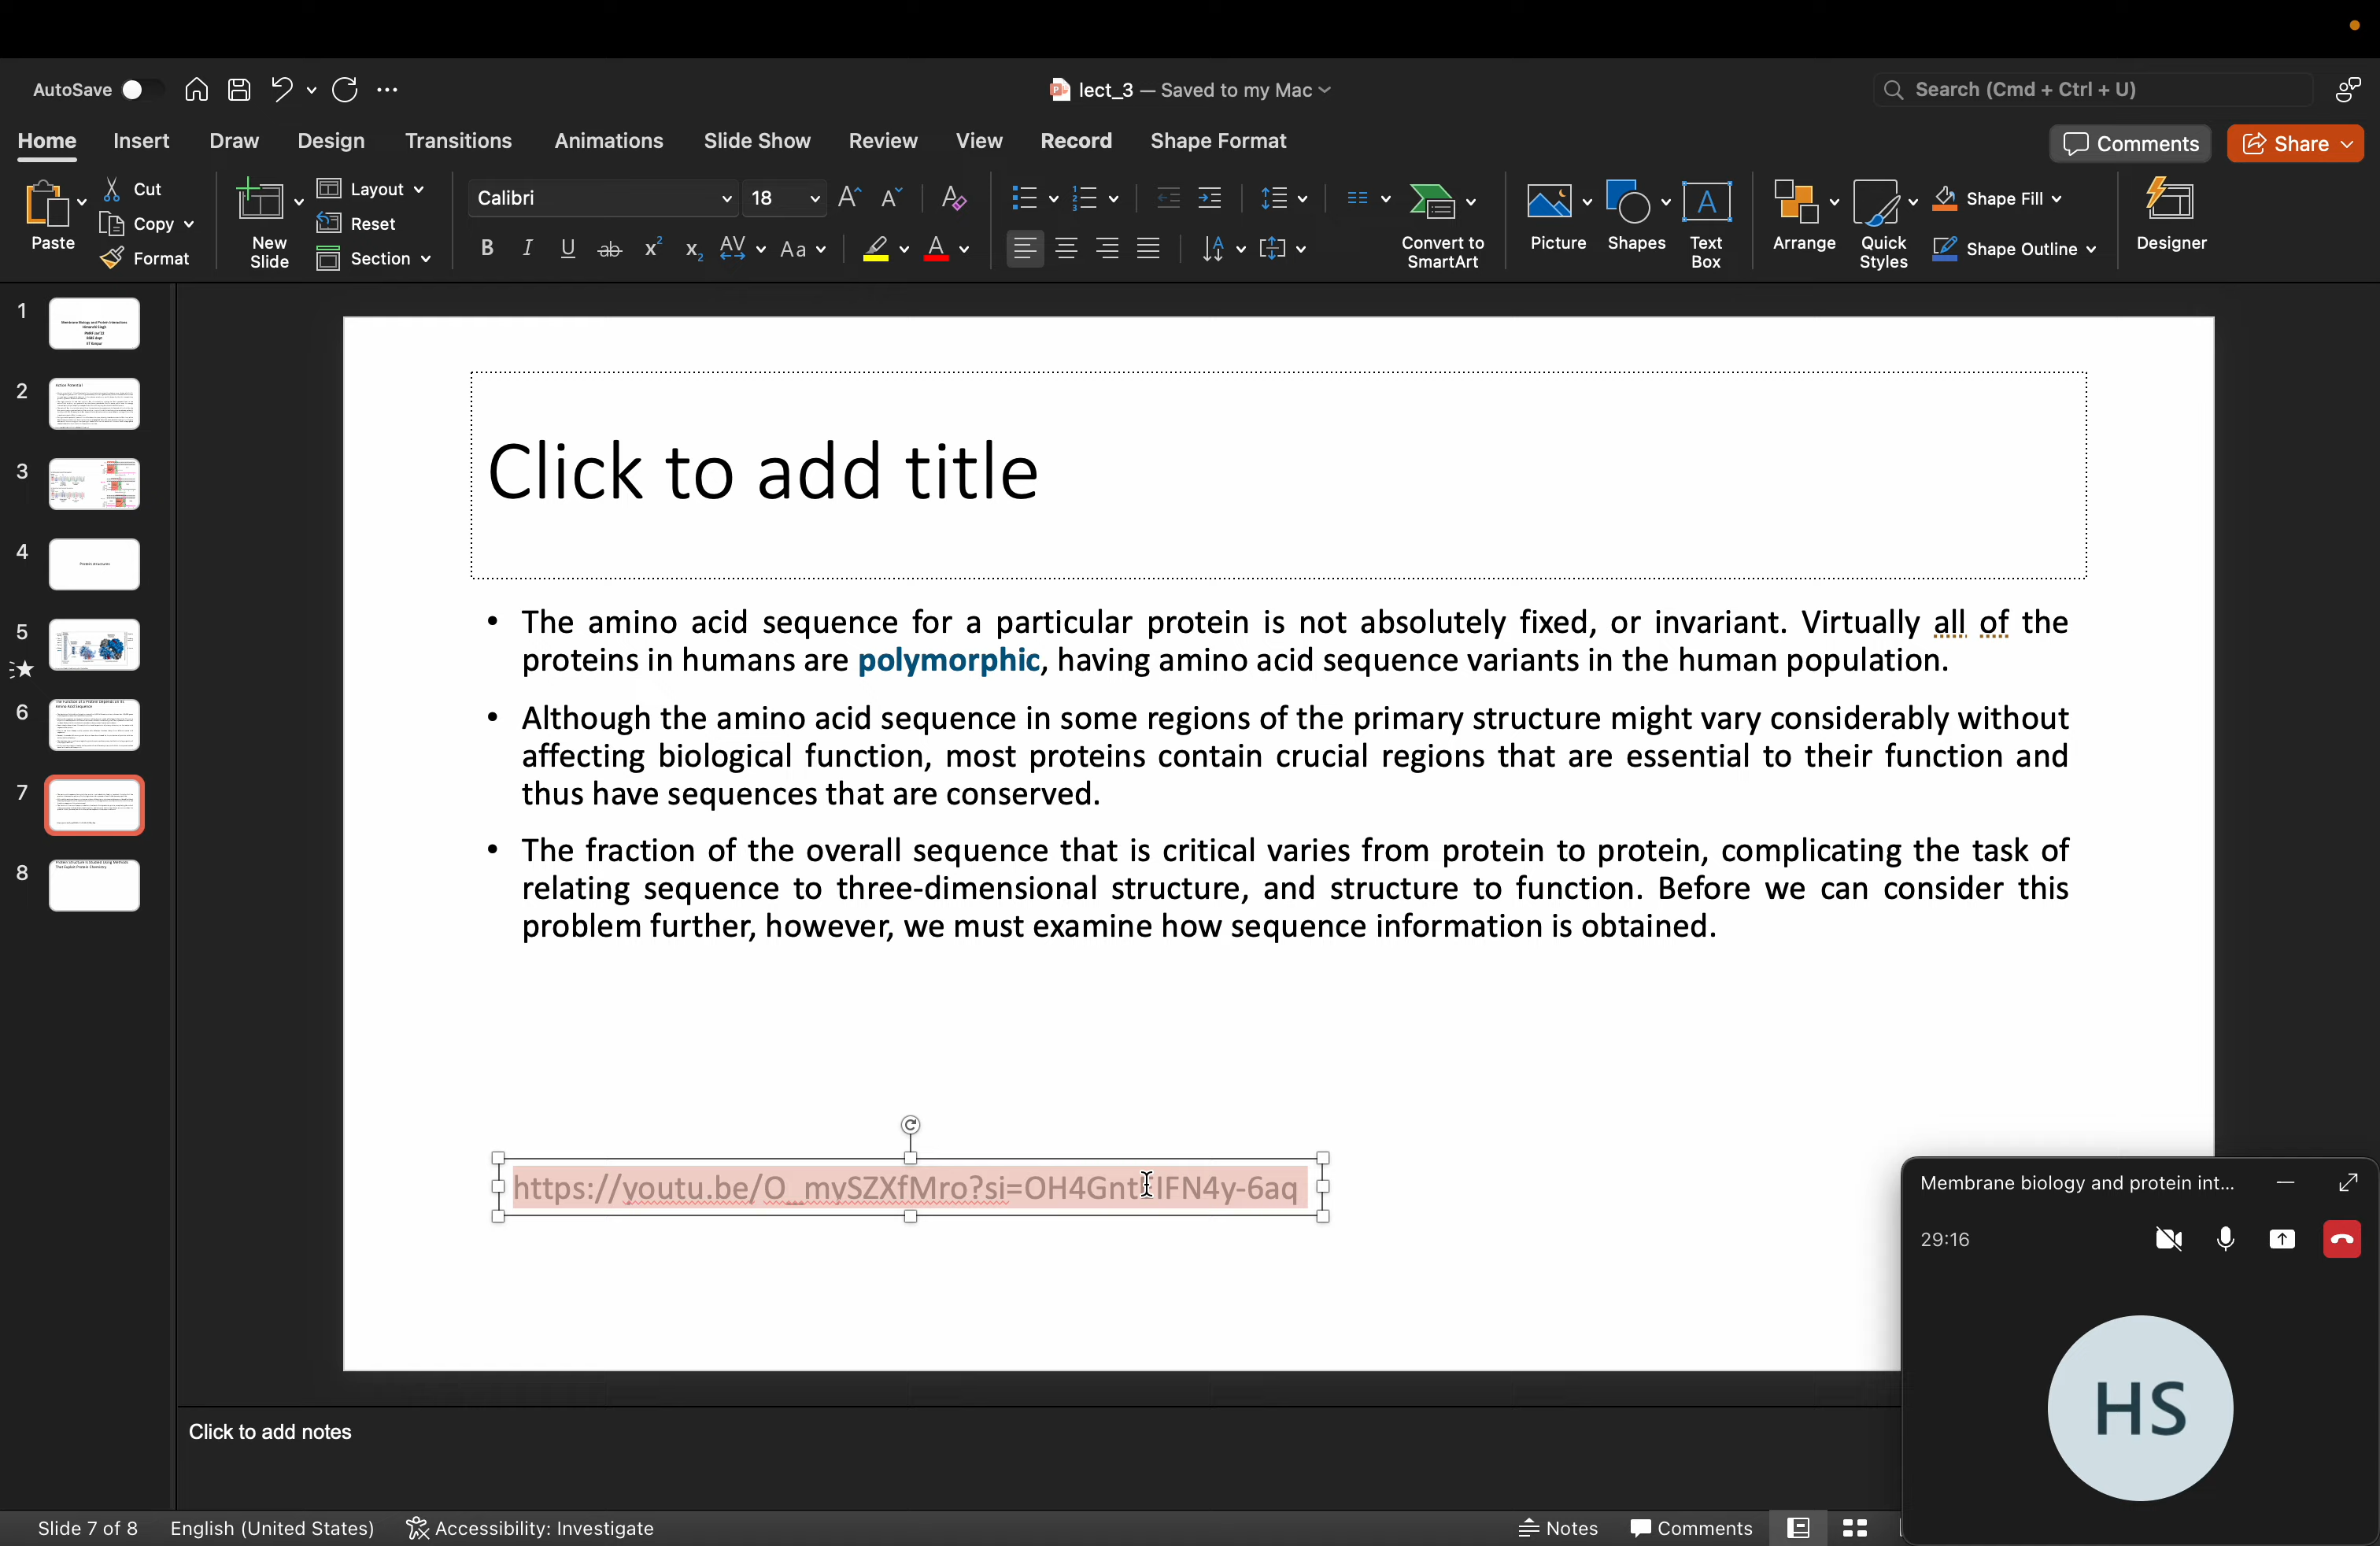 AutoSave
lect_3 — Saved to my Mac
Search (Cmd + Ctrl + U)
Home Insert Draw Design Transitions Animations Slide Show Review View Record Shape Format
Comments Share
Paste
Cut
Copy
Format
New Slide
Layout
Reset
Section
Calibri 18
Convert to SmartArt
Picture Shapes Text Box
Arrange Quick Styles
Shape Fill
Shape Outline
Designer
1
2
3
4
5
6
7
8
Click to add title
• The amino acid sequence for a particular protein is not absolutely fixed, or invariant. Virtually all of the
proteins in humans are polymorphic, having amino acid sequence variants in the human population.
• Although the amino acid sequence in some regions of the primary structure might vary considerably without
affecting biological function, most proteins contain crucial regions that are essential to their function and
thus have sequences that are conserved.
• The fraction of the overall sequence that is critical varies from protein to protein, complicating the task of
relating sequence to three-dimensional structure, and structure to function. Before we can consider this
problem further, however, we must examine how sequence information is obtained.
Membrane biology and protein int...
29:16
HS
Click to add notes
Slide 7 of 8 English (United States) Accessibility: Investigate
Notes Comments